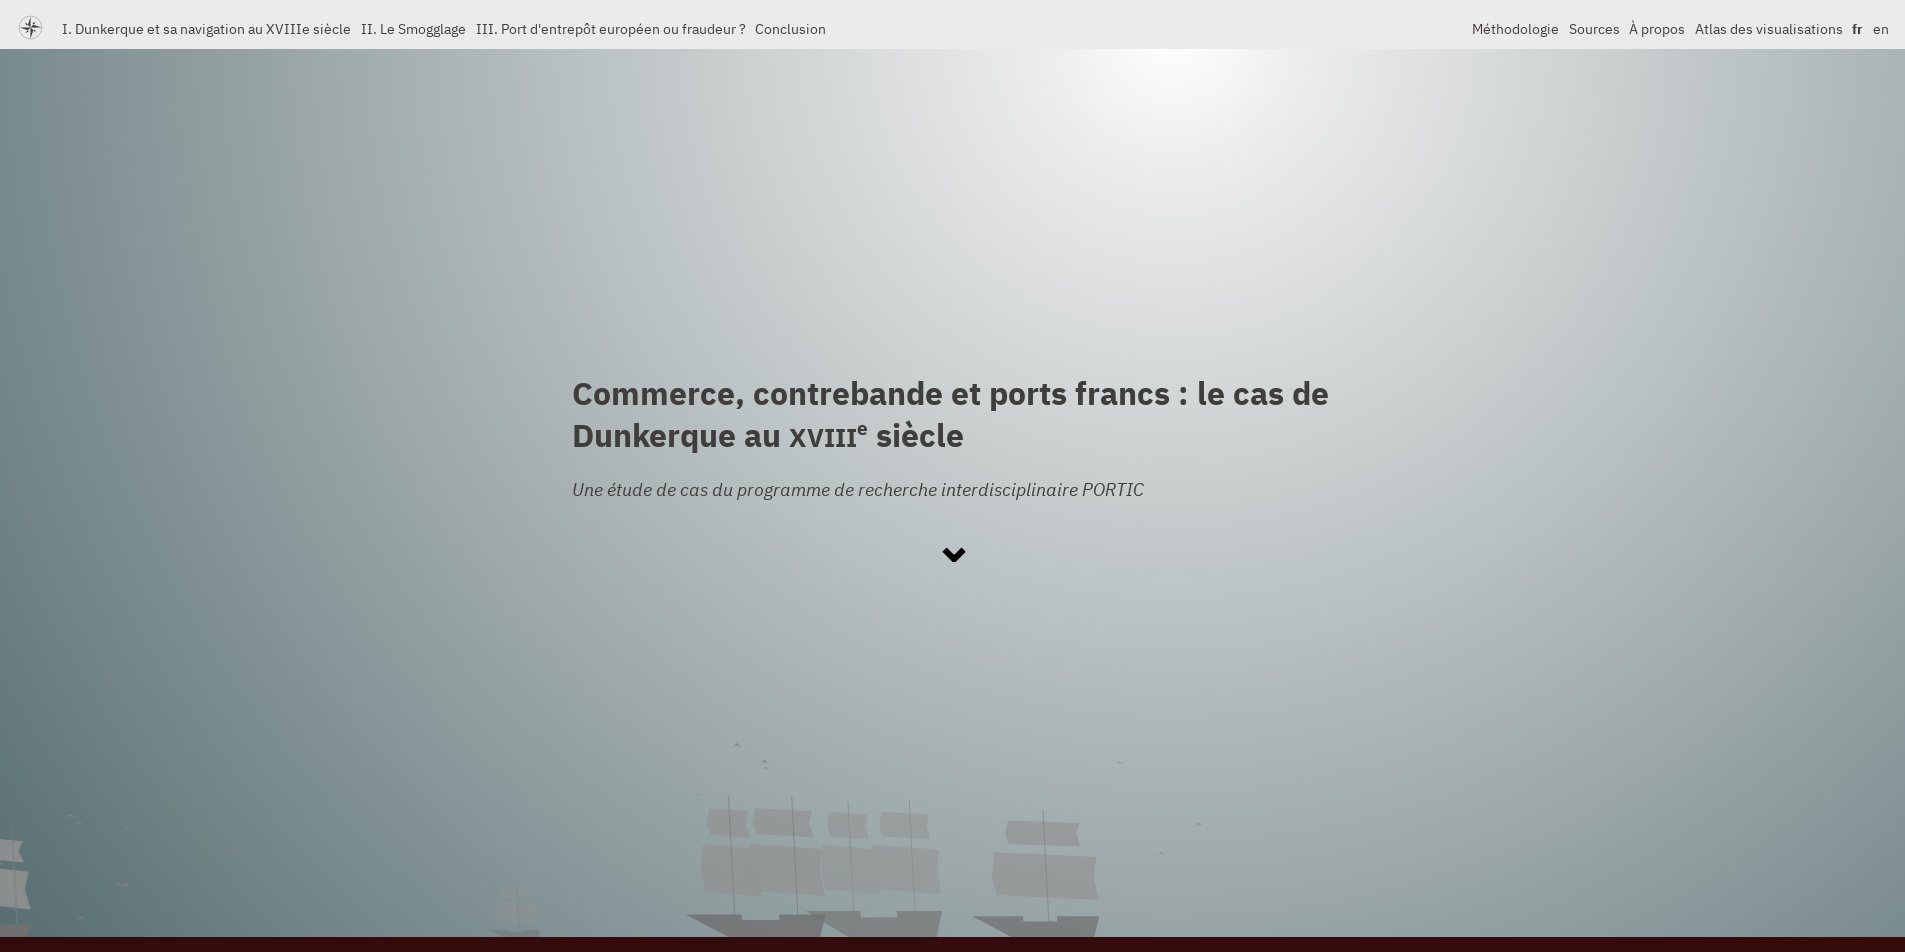 I. Dunkerque et sa navigation au XVIIIe siècle II. Le Smogglage III. Port d'entrepôt européen ou fraudeur ? Conclusion Méthodologie Sources À propos Atlas des visualisations fr en
Commerce, contrebande et ports francs : le cas de
Dunkerque au XVIIIe siècle
Une étude de cas du programme de recherche interdisciplinaire PORTIC